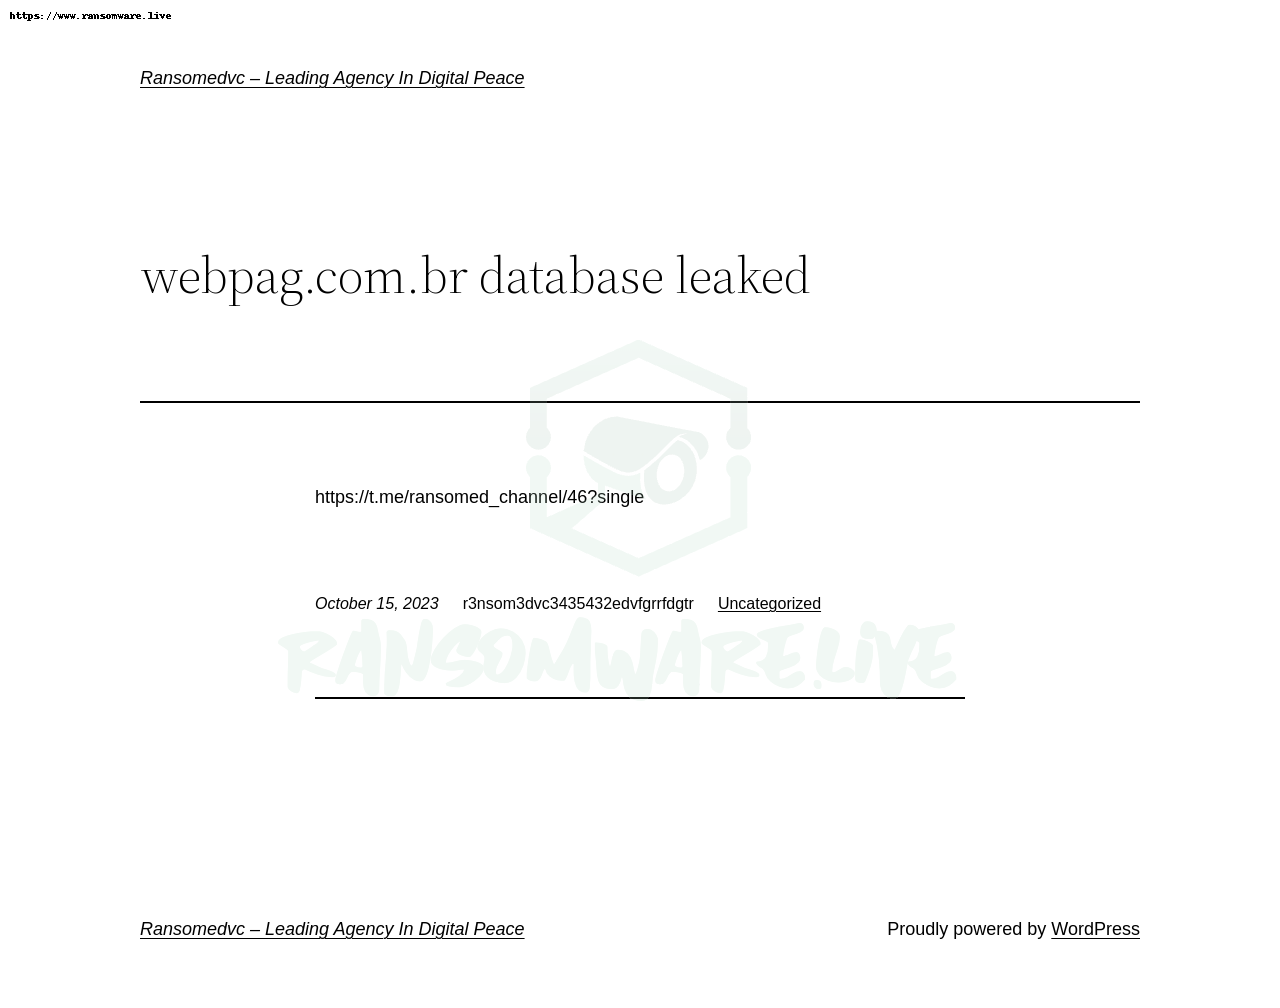 https://www.ransomware.live
Ransomedvc – Leading Agency In Digital Peace
webpag.com.br database leaked
https://t.me/ransomed_channel/46?single
October 15, 2023 r3nsom3dvc3435432edvfgrrfdgtr Uncategorized
RANSOMWARE.LiVE
Ransomedvc – Leading Agency In Digital Peace Proudly powered by WordPress